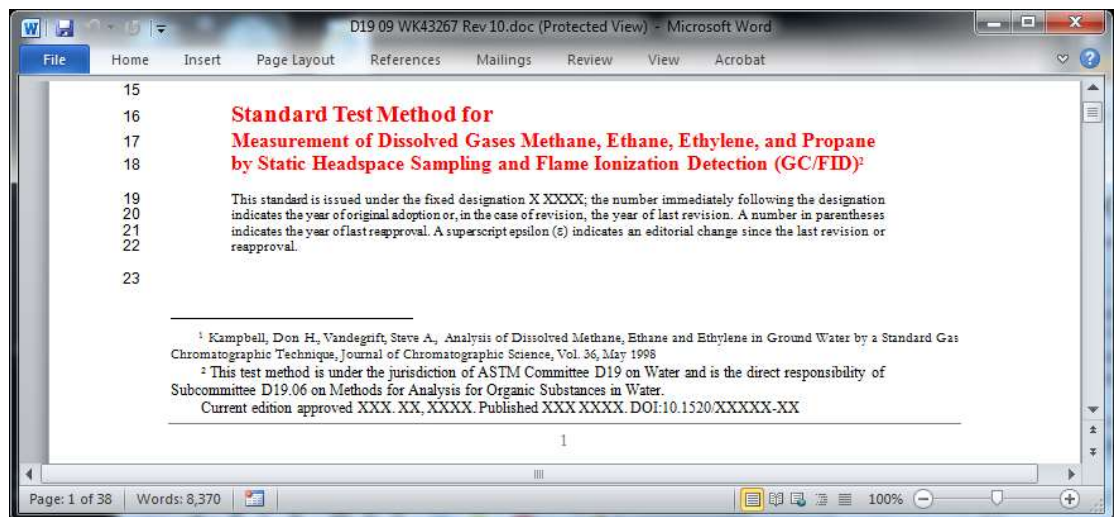 D19 09 WK43267 Rev 10.doc (Protected View) - Microsoft Word
File Home Insert Page Layout References Mailings Review View Acrobat
15
16 Standard Test Method for
17 Measurement of Dissolved Gases Methane, Ethane, Ethylene, and Propane
18 by Static Headspace Sampling and Flame Ionization Detection (GC/FID)²
19 This standard is issued under the fixed designation X XXXX; the number immediately following the designation
20 indicates the year of original adoption or, in the case of revision, the year of last revision. A number in parentheses
21 indicates the year of last reapproval. A superscript epsilon (ε) indicates an editorial change since the last revision or
22 reapproval.
23
¹ Kampbell, Don H., Vandegrift, Steve A., Analysis of Dissolved Methane, Ethane and Ethylene in Ground Water by a Standard Gas
Chromatographic Technique, Journal of Chromatographic Science, Vol. 36, May 1998
² This test method is under the jurisdiction of ASTM Committee D19 on Water and is the direct responsibility of
Subcommittee D19.06 on Methods for Analysis for Organic Substances in Water.
Current edition approved XXX. XX, XXXX. Published XXX XXXX. DOI:10.1520/XXXXX-XX
1
Page: 1 of 38 Words: 8,370 100%